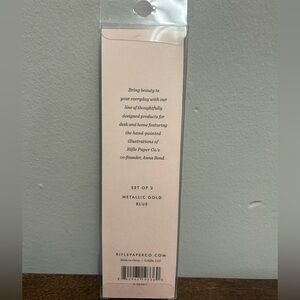 Bring beauty to
your everyday with our
line of thoughtfully
designed products for
desk and home featuring
the hand-painted
illustrations of
Rifle Paper Co.'s
co-founder, Anna Bond.
SET OF 2
METALLIC GOLD
BLUE
RIFLEPAPERCO.COM